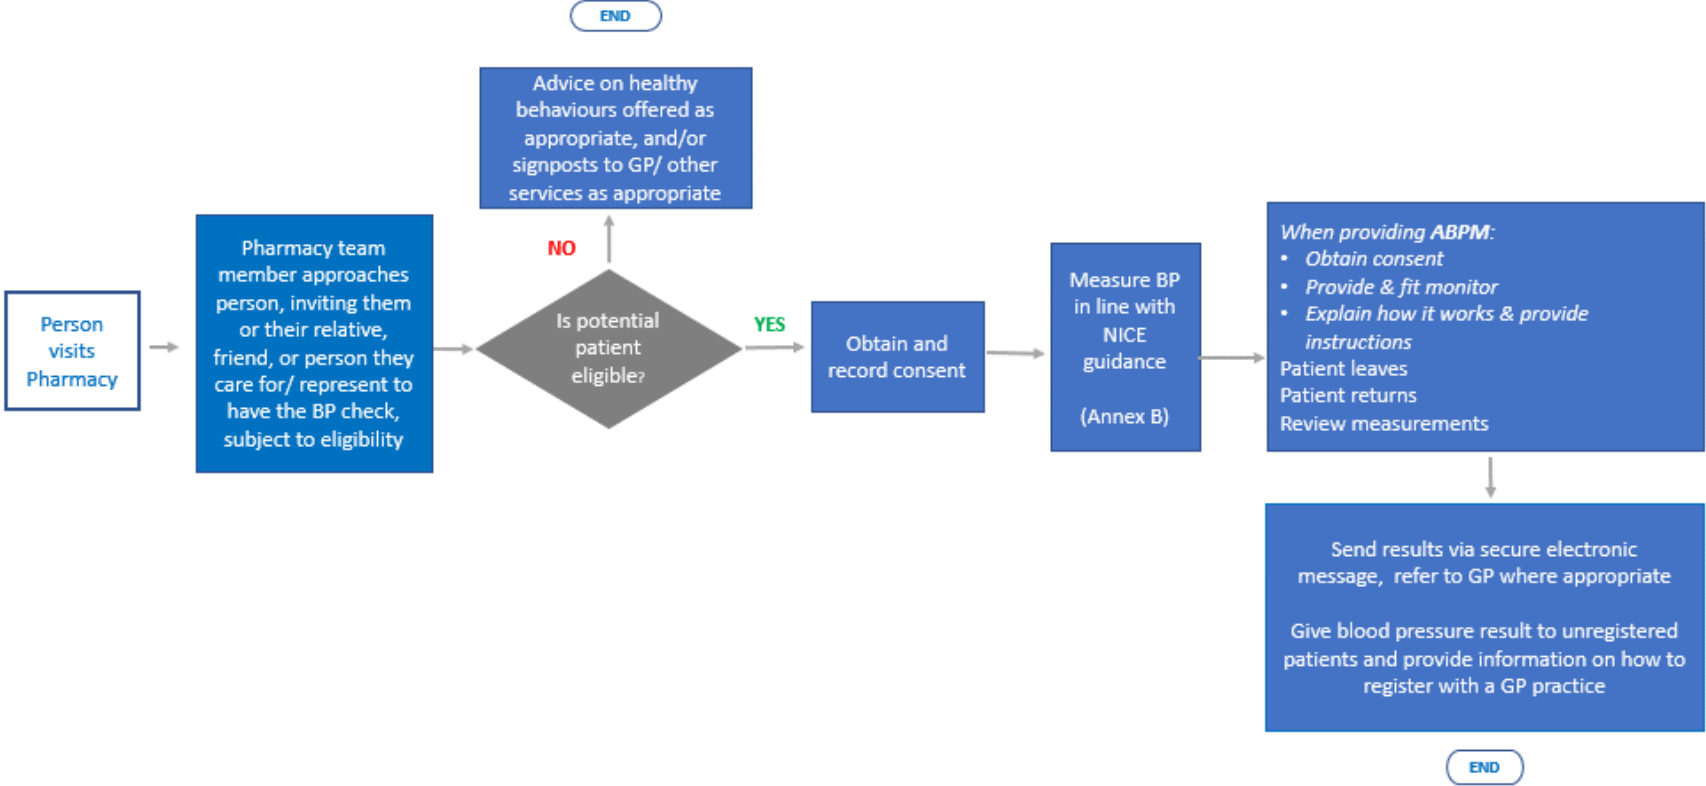 END
Advice on healthy
behaviours offered as
appropriate, and/or
signposts to GP/ other
services as appropriate
NO
Person
visits
Pharmacy
Pharmacy team
member approaches
person, inviting them
or their relative,
friend, or person they
care for/ represent to
have the BP check,
subject to eligibility
Is potential
patient
eligible?
YES
Obtain and
record consent
Measure BP
in line with
NICE
guidance
(Annex B)
When providing ABPM:
• Obtain consent
• Provide & fit monitor
• Explain how it works & provide
instructions
Patient leaves
Patient returns
Review measurements
Send results via secure electronic
message,  refer to GP where appropriate
Give blood pressure result to unregistered
patients and provide information on how to
register with a GP practice
END